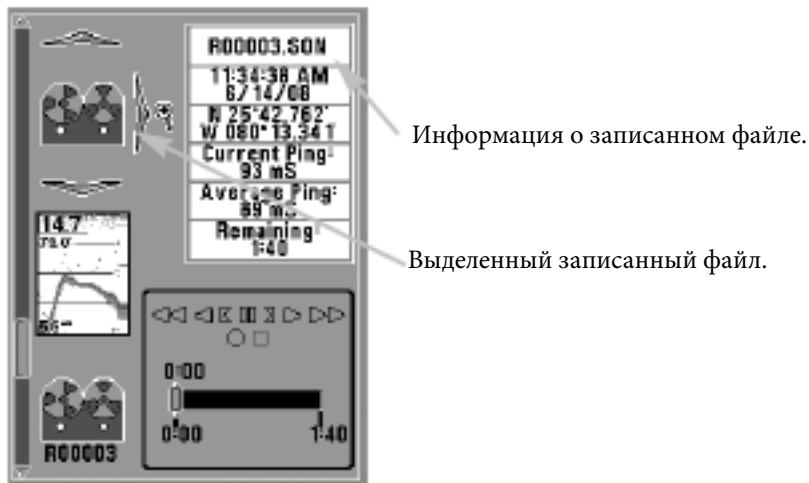 R00003.SON
11:34:38 AM
6/14/08
N 25°42.762'
W 080°13.341'
Current Ping:
93 mS
Average Ping:
89 mS
Remaining
1:40
Информация о записанном файле.
Выделенный записанный файл.
14.7
0:00
0:00
1:40
R00003